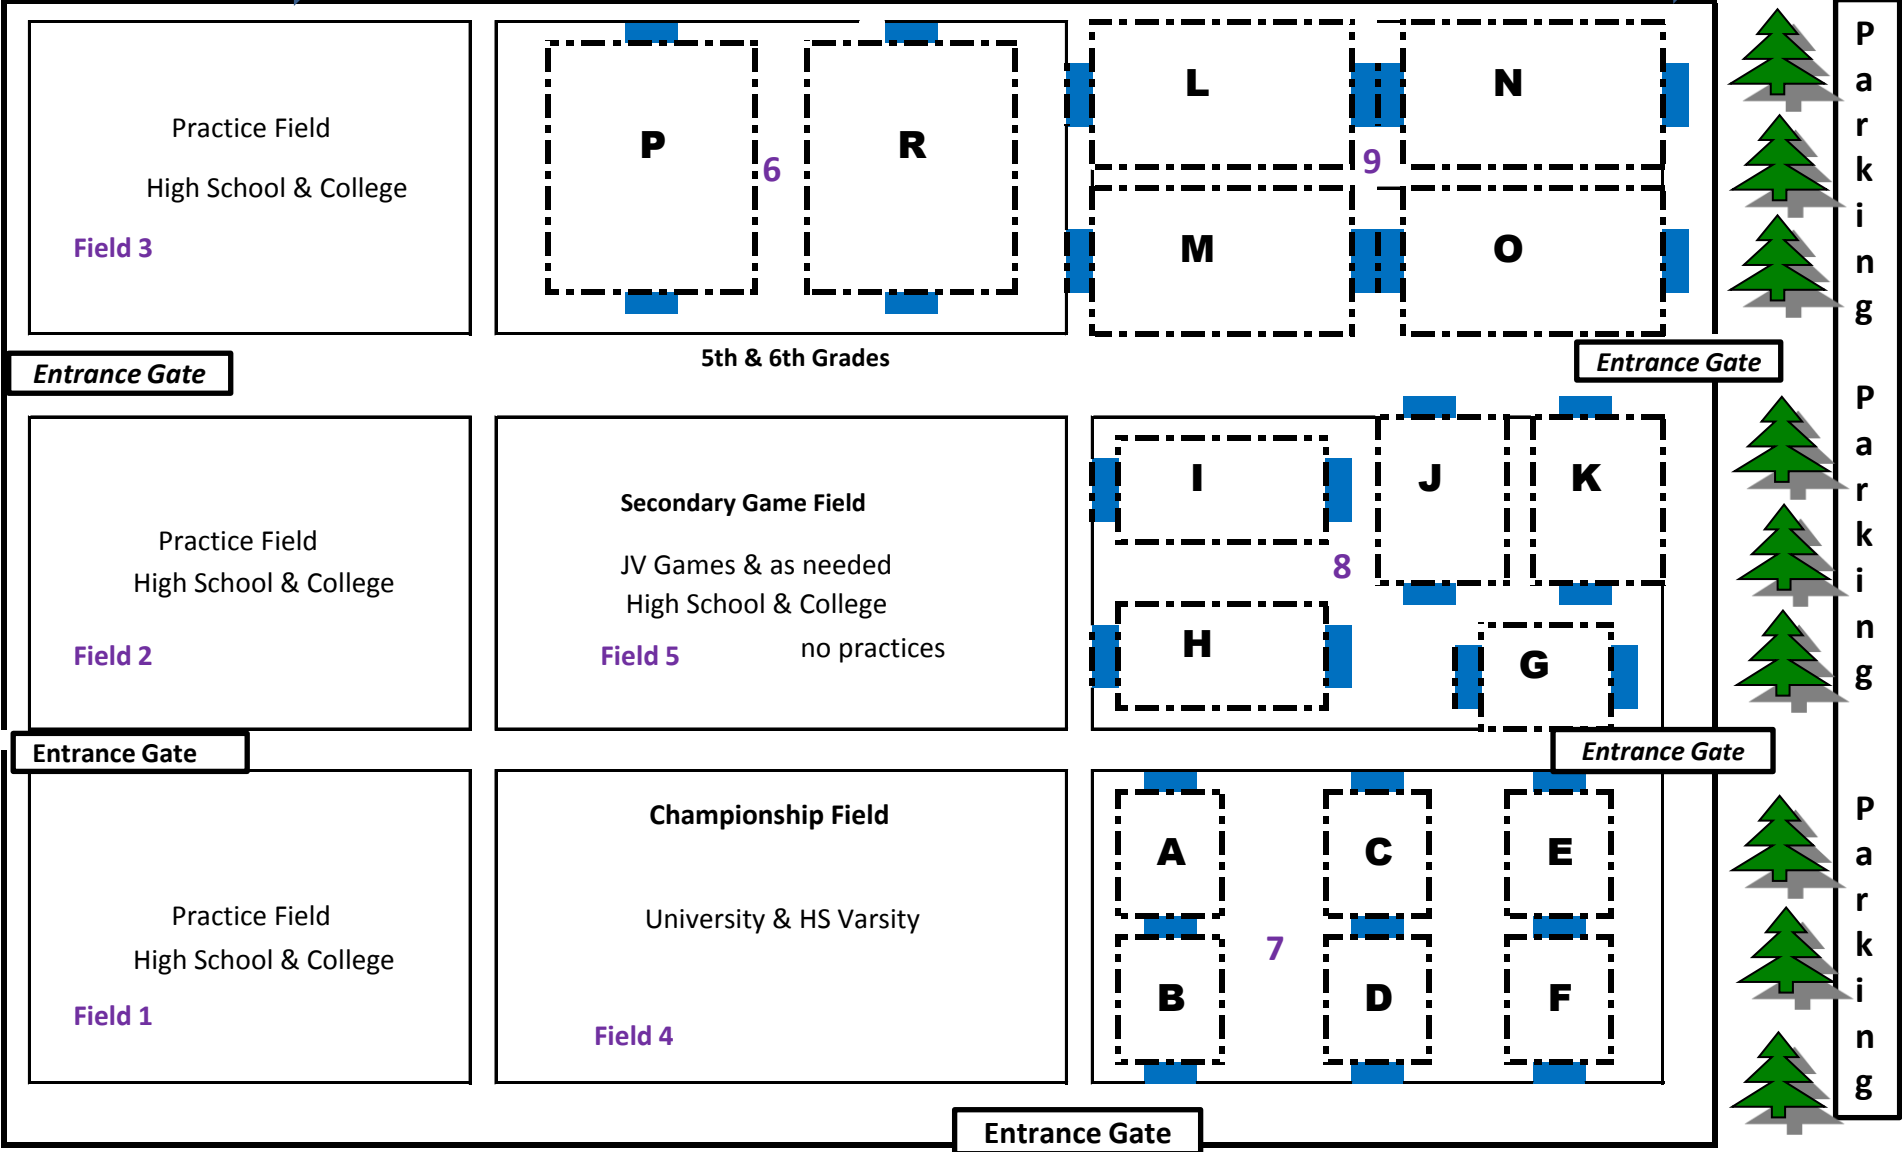 Practice Field
High School & College
Field 3
P
6
R
L
N
9
M
O
Parking
Entrance Gate
5th & 6th Grades
Entrance Gate
Practice Field
High School & College
Field 2
Secondary Game Field
JV Games & as needed
High School & College
no practices
Field 5
I
J
K
8
H
G
Parking
Entrance Gate
Entrance Gate
Practice Field
High School & College
Field 1
Championship Field
University & HS Varsity
Field 4
A
C
E
7
B
D
F
Parking
Entrance Gate